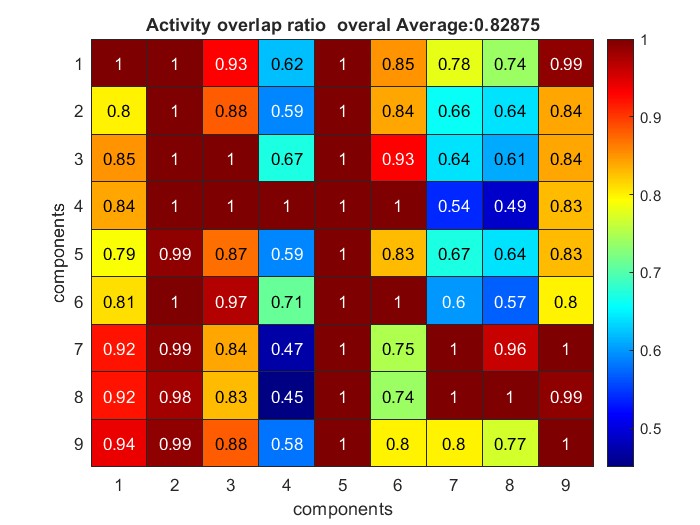 Activity overlap ratio  overal Average:0.82875
1 1 1 0.93 0.62 1 0.85 0.78 0.74 0.99
2 0.8 1 0.88 0.59 1 0.84 0.66 0.64 0.84
3 0.85 1 1 0.67 1 0.93 0.64 0.61 0.84
4 0.84 1 1 1 1 1 0.54 0.49 0.83
5 0.79 0.99 0.87 0.59 1 0.83 0.67 0.64 0.83
6 0.81 1 0.97 0.71 1 1 0.6 0.57 0.8
7 0.92 0.99 0.84 0.47 1 0.75 1 0.96 1
8 0.92 0.98 0.83 0.45 1 0.74 1 1 0.99
9 0.94 0.99 0.88 0.58 1 0.8 0.8 0.77 1
1 2 3 4 5 6 7 8 9
components
components
1
0.9
0.8
0.7
0.6
0.5